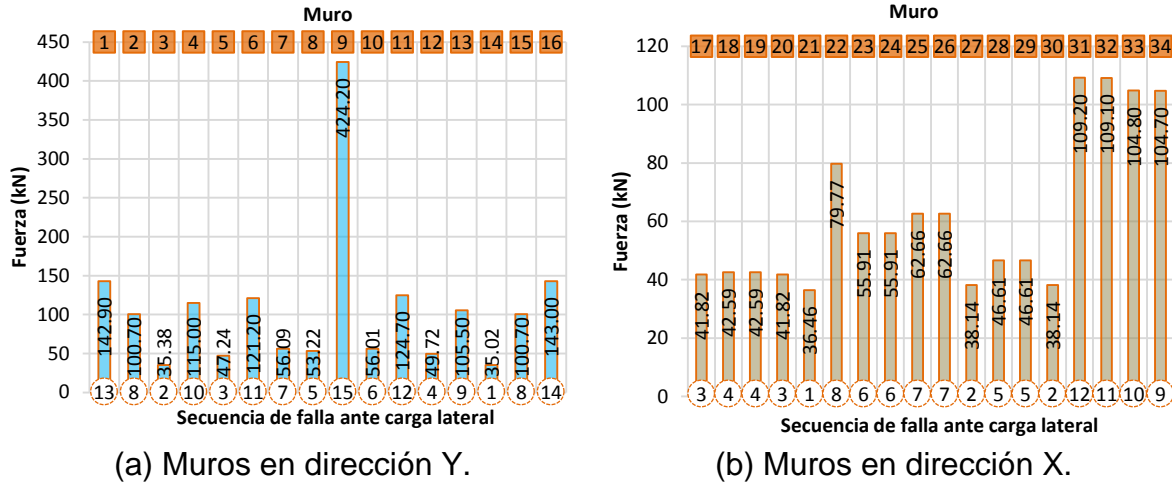 Muro
1 2 3 4 5 6 7 8 9 10 11 12 13 14 15 16
Fuerza (kN)
450
400
350
300
250
200
150
100
50
0
142.90 100.70 35.38 115.00 47.24 121.20 56.09 53.22 424.20 56.01 124.70 49.72 105.50 35.02 100.70 143.00
13 8 2 10 3 11 7 5 15 6 12 4 9 1 8 14
Secuencia de falla ante carga lateral
(a) Muros en dirección Y.
Muro
17 18 19 20 21 22 23 24 25 26 27 28 29 30 31 32 33 34
Fuerza (kN)
120
100
80
60
40
20
0
41.82 42.59 42.59 41.82 36.46 79.77 55.91 55.91 62.66 62.66 38.14 46.61 46.61 38.14 109.20 109.10 104.80 104.70
3 4 4 3 1 8 6 6 7 7 2 5 5 2 12 11 10 9
Secuencia de falla ante carga lateral
(b) Muros en dirección X.